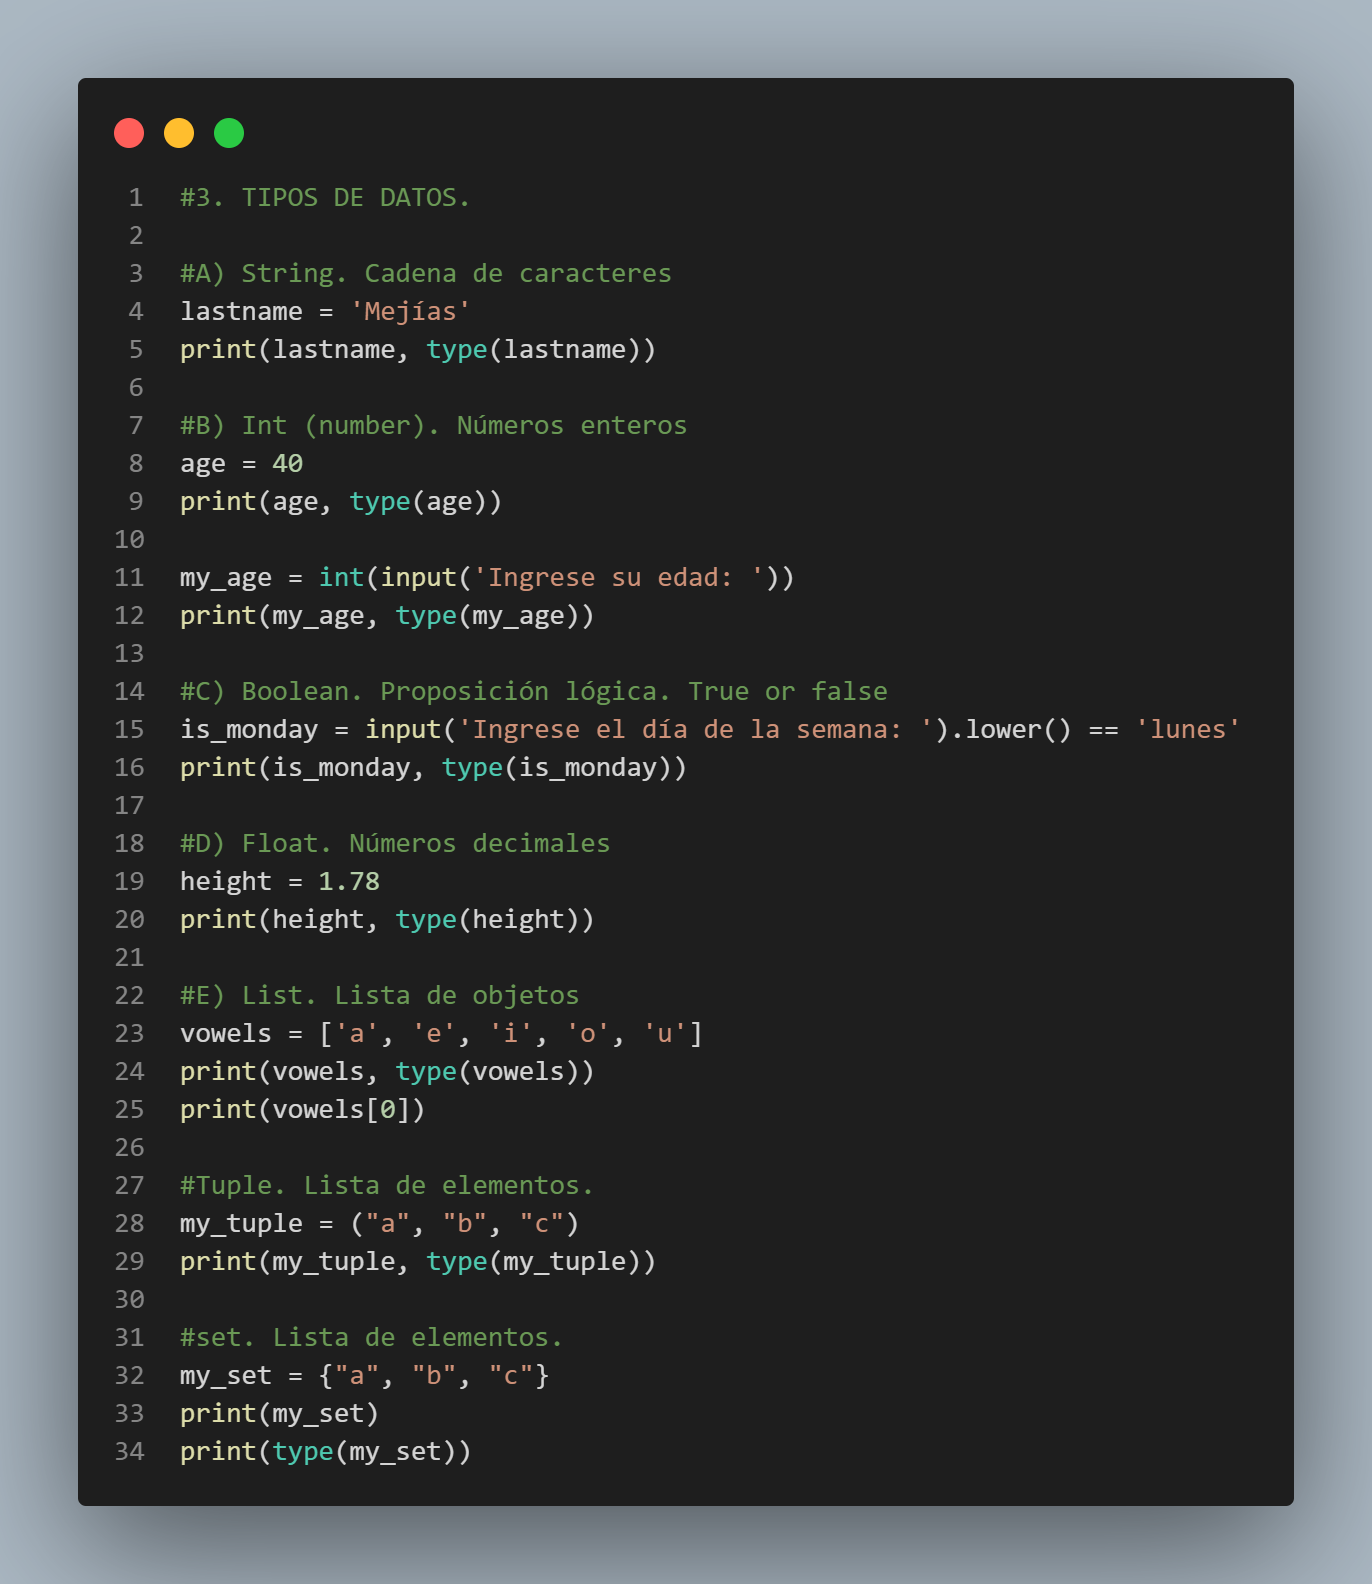 1 #3. TIPOS DE DATOS.
2
3 #A) String. Cadena de caracteres
4 lastname = 'Mejías'
5 print(lastname, type(lastname))
6
7 #B) Int (number). Números enteros
8 age = 40
9 print(age, type(age))
10
11 my_age = int(input('Ingrese su edad: '))
12 print(my_age, type(my_age))
13
14 #C) Boolean. Proposición lógica. True or false
15 is_monday = input('Ingrese el día de la semana: ').lower() == 'lunes'
16 print(is_monday, type(is_monday))
17
18 #D) Float. Números decimales
19 height = 1.78
20 print(height, type(height))
21
22 #E) List. Lista de objetos
23 vowels = ['a', 'e', 'i', 'o', 'u']
24 print(vowels, type(vowels))
25 print(vowels[0])
26
27 #Tuple. Lista de elementos.
28 my_tuple = ("a", "b", "c")
29 print(my_tuple, type(my_tuple))
30
31 #set. Lista de elementos.
32 my_set = {"a", "b", "c"}
33 print(my_set)
34 print(type(my_set))